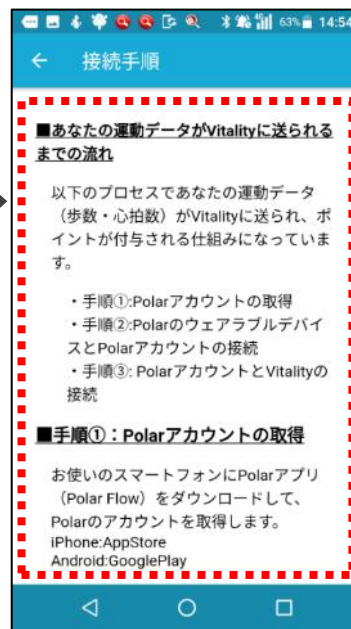 63% 14:54
接続手順
■あなたの運動データがVitalityに送られる
までの流れ
以下のプロセスであなたの運動データ
（歩数・心拍数）がVitalityに送られ、ポ
イントが付与される仕組みになっていま
す。
・手順①:Polarアカウントの取得
・手順②:Polarのウェアラブルデバイ
スとPolarアカウントの接続
・手順③: PolarアカウントとVitalityの
接続
■手順①：Polarアカウントの取得
お使いのスマートフォンにPolarアプリ
（Polar Flow）をダウンロードして、
Polarのアカウントを取得します。
iPhone:AppStore
Android:GooglePlay